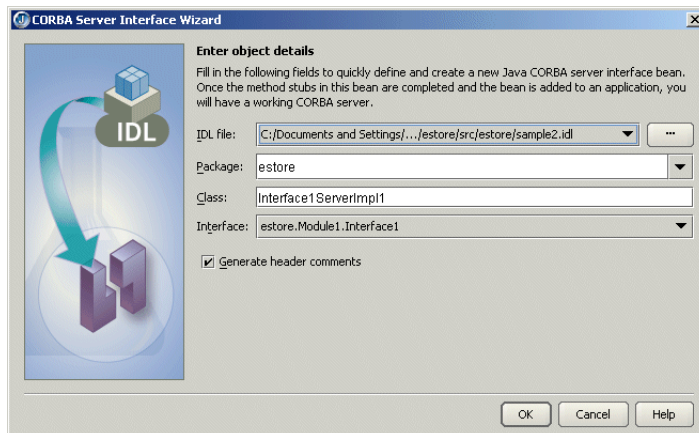 CORBA Server Interface Wizard
Enter object details
Fill in the following fields to quickly define and create a new Java CORBA server interface bean.
Once the method stubs in this bean are completed and the bean is added to an application, you
will have a working CORBA server.
IDL
IDL file: C:/Documents and Settings/.../estore/src/estore/sample2.idl ...
Package: estore
Class: Interface1ServerImpl1
Interface: estore.Module1.Interface1
Generate header comments
OK Cancel Help